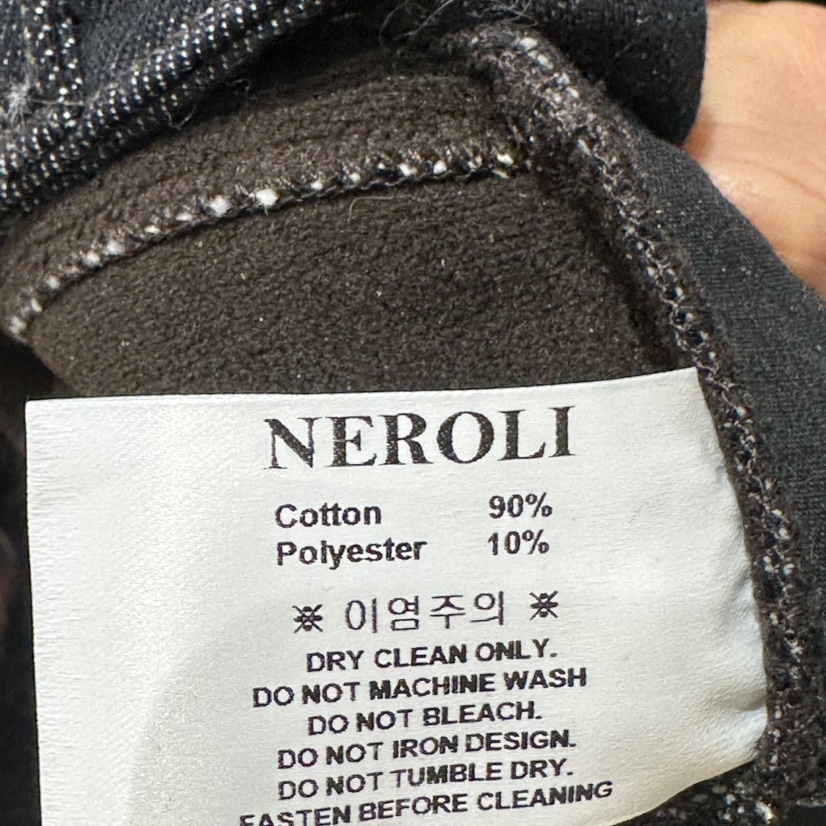 NEROLI
Cotton 90%
Polyester 10%
※ 이염주의 ※
DRY CLEAN ONLY.
DO NOT MACHINE WASH
DO NOT BLEACH.
DO NOT IRON DESIGN.
DO NOT TUMBLE DRY.
FASTEN BEFORE CLEANING